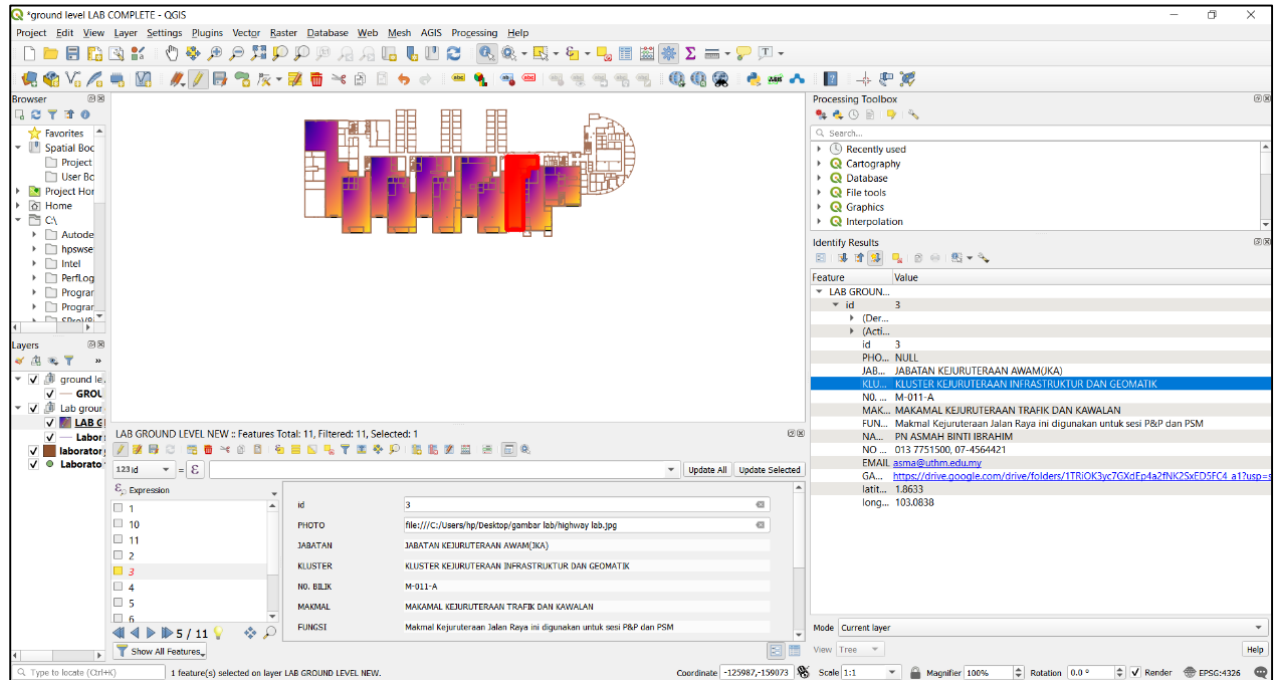 *ground level LAB COMPLETE - QGIS
Project Edit View Layer Settings Plugins Vector Raster Database Web Mesh AGIS Processing Help
Browser
Favorites
Spatial Boo
Project
User Bo
Project Hor
Home
C:\
Autode
hpswse
Intel
PerfLog
Program
Program
Layers
ground le.
GROU
Lab groun
LAB G
Labor
laborator
Laborato
Processing Toolbox
Search...
Recently used
Cartography
Database
File tools
Graphics
Interpolation
Identify Results
Feature Value
LAB GROUN...
id 3
(Der...
(Acti...
id 3
PHO... NULL
JAB... JABATAN KEJURUTERAAN AWAM(JKA)
KLU... KLUSTER KEJURUTERAAN INFRASTRUKTUR DAN GEOMATIK
N0. ... M-011-A
MAK... MAKAMAL KEJURUTERAAN TRAFIK DAN KAWALAN
FUN... Makmal Kejuruteraan Jalan Raya ini digunakan untuk sesi P&P dan PSM
NA... PN ASMAH BINTI IBRAHIM
NO ... 013 7751500, 07-4564421
EMAIL asma@uthm.edu.my
GA... https://drive.google.com/drive/folders/1TRiOK3yc7GXdEp4a2fNK2SxED5FC4_a1?usp=s
latit... 1.8633
long... 103.0838
Mode Current layer
View Tree Help
LAB GROUND LEVEL NEW :: Features Total: 11, Filtered: 11, Selected: 1
123 id = ε Update All Update Selected
Expression
1
10
11
2
3
4
5
6
id 3
PHOTO file:///C:/Users/hp/Desktop/gambar lab/highway lab.jpg
JABATAN JABATAN KEJURUTERAAN AWAM(JKA)
KLUSTER KLUSTER KEJURUTERAAN INFRASTRUKTUR DAN GEOMATIK
N0. BILIK M-011-A
MAKMAL MAKAMAL KEJURUTERAAN TRAFIK DAN KAWALAN
FUNGSI Makmal Kejuruteraan Jalan Raya ini digunakan untuk sesi P&P dan PSM
5 / 11
Show All Features
Type to locate (Ctrl+K) 1 feature(s) selected on layer LAB GROUND LEVEL NEW. Coordinate -125987,-159073 Scale 1:1 Magnifier 100% Rotation 0.0 ° Render EPSG:4326